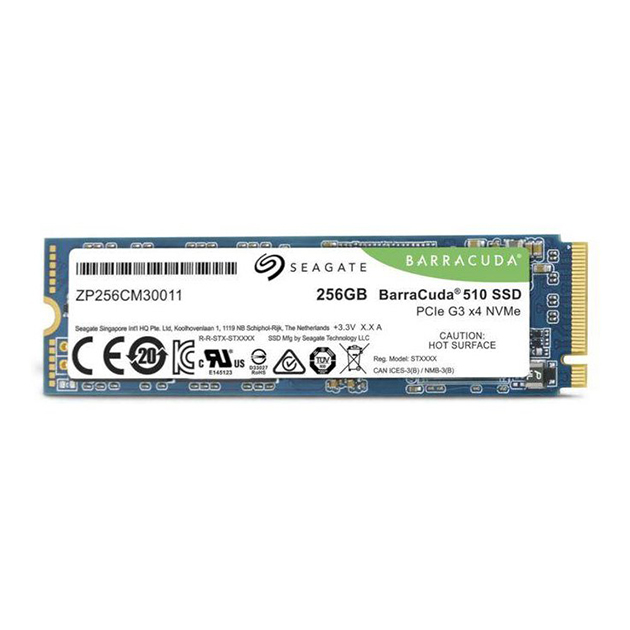 SEAGATE
BARRACUDA
ZP256CM30011
256GB BarraCuda® 510 SSD
PCIe G3 x4 NVMe
Seagate Singapore Int'l HQ Pte. Ltd, Koolhovenlaan 1, 1119 NB Schiphol-Rijk, The Netherlands +3.3V X.X A
R-R-STX-STXXXX SSD Mfg by Seagate Technology LLC
CAUTION:
HOT SURFACE
Reg. Model: STXXXX
CAN ICES-3(B) / NMB-3(B)
CE 20 c US
E145123
D33027
RoHS
TUV